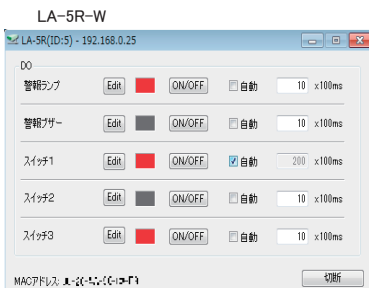 LA-5R-W
LA-5R(ID:5) - 192.168.0.25
DO
警報ランプ Edit ON/OFF 自動 10 x100ms
警報ブザー Edit ON/OFF 自動 10 x100ms
スイッチ1 Edit ON/OFF 自動 200 x100ms
スイッチ2 Edit ON/OFF 自動 10 x100ms
スイッチ3 Edit ON/OFF 自動 10 x100ms
MACアドレス:
切断